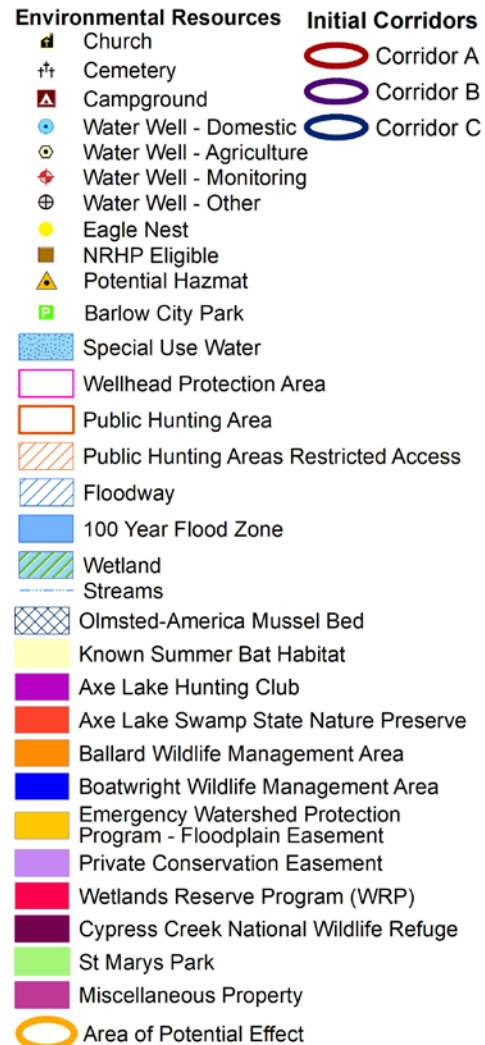 Environmental Resources
Church
Cemetery
Campground
Water Well - Domestic
Water Well - Agriculture
Water Well - Monitoring
Water Well - Other
Eagle Nest
NRHP Eligible
Potential Hazmat
P
Barlow City Park
Special Use Water
Wellhead Protection Area
Public Hunting Area
Public Hunting Areas Restricted Access
Floodway
100 Year Flood Zone
Wetland
Streams
Olmsted-America Mussel Bed
Known Summer Bat Habitat
Axe Lake Hunting Club
Axe Lake Swamp State Nature Preserve
Ballard Wildlife Management Area
Boatwright Wildlife Management Area
Emergency Watershed Protection
Program - Floodplain Easement
Private Conservation Easement
Wetlands Reserve Program (WRP)
Cypress Creek National Wildlife Refuge
St Marys Park
Miscellaneous Property
Area of Potential Effect
Initial Corridors
Corridor A
Corridor B
Corridor C